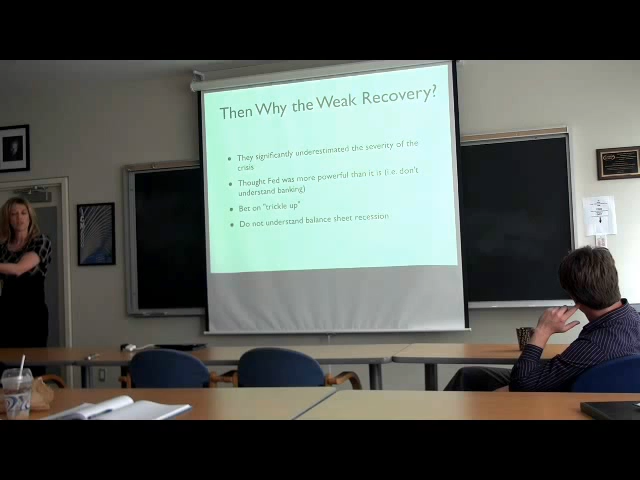 Then Why the Weak Recovery?
• They significantly underestimated the severity of the
crisis
• Thought Fed was more powerful than it is (i.e. don't
understand banking)
• Bet on "trickle up"
• Do not understand balance sheet recession